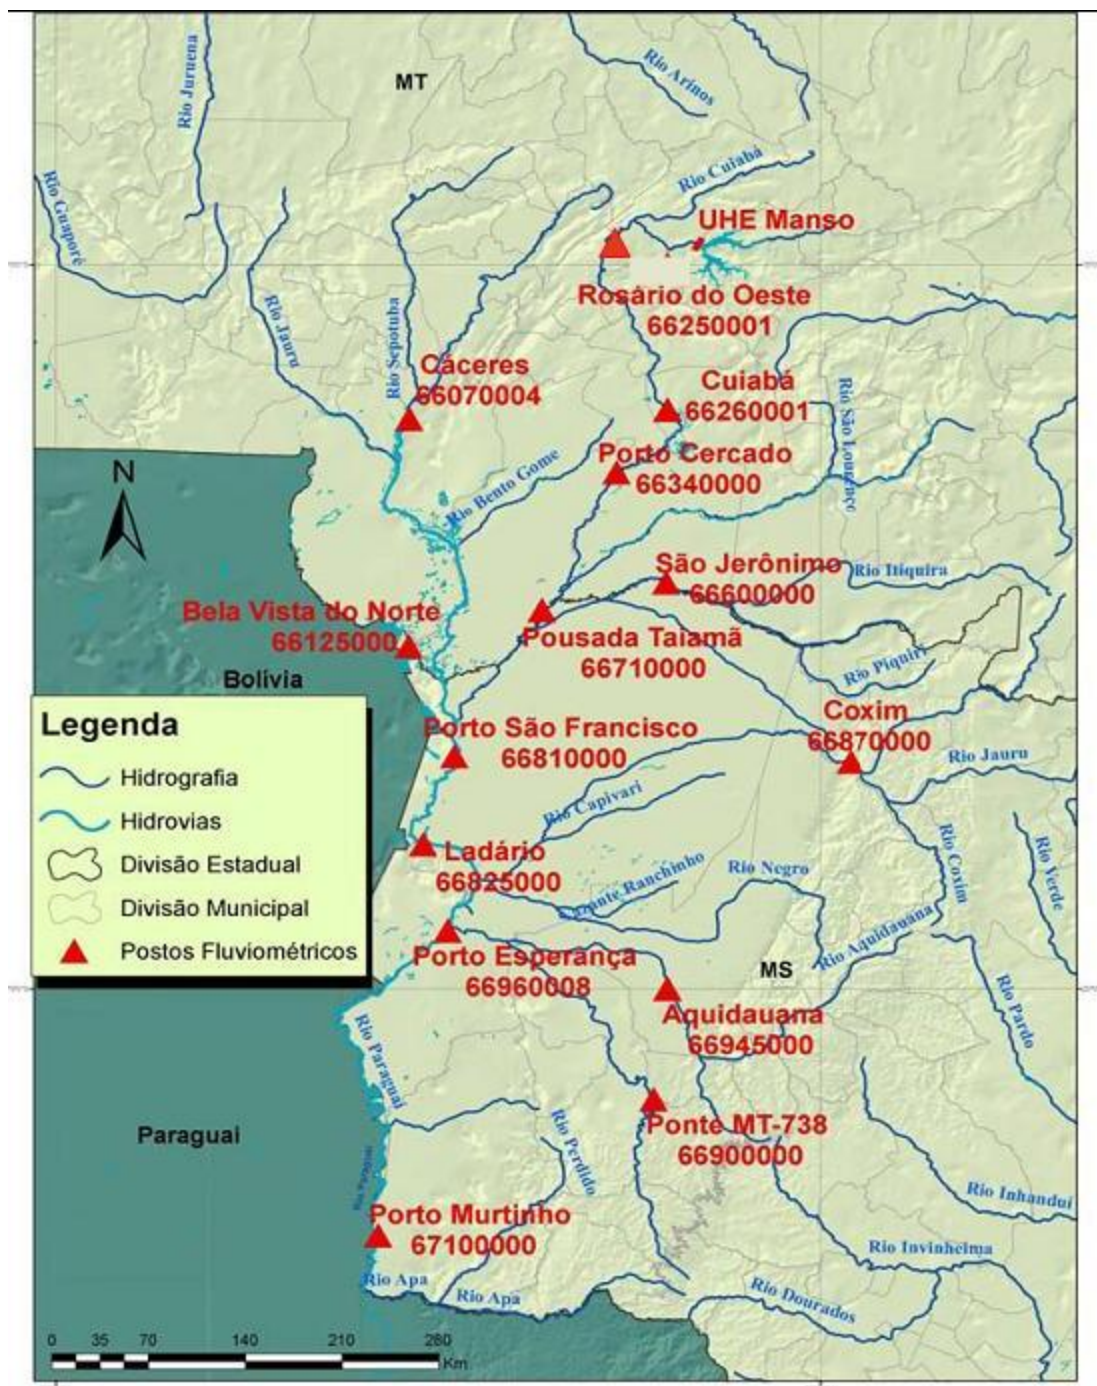 MT
Rio Juruena
Rio Arinos
Rio Guaporé
Rio Cuiabá
UHE Manso
Rosário do Oeste
66250001
Rio Jauru
Rio Sepotuba
Cáceres
66070004
Cuiabá
66260001
Rio São Lourenço
N
Porto Cercado
66340000
Rio Bento Gome
São Jerônimo
66600000
Rio Itiquira
Bela Vista do Norte
66125000
Pousada Taiamã
66710000
Rio Piquiri
Bolívia
Coxim
66870000
Porto São Francisco
66810000
Rio Jauru
Legenda
Hidrografia
Hidrovias
Divisão Estadual
Divisão Municipal
Postos Fluviométricos
Rio Capivari
Rio Coxim
Rio Verde
Ladário
66825000
Rio Negro
Ranchinho
Rio Aquidauana
Porto Esperança
66960008
MS
Aquidauana
66945000
Rio Pardo
Rio Paraguai
Paraguai
Ponte MT-738
66900000
Rio Perdido
Rio Paraguai
Rio Inhanduí
Porto Murtinho
67100000
Rio Invinheima
Rio Apa
Rio Apa
Rio Dourados
0 35 70 140 210 280
Km